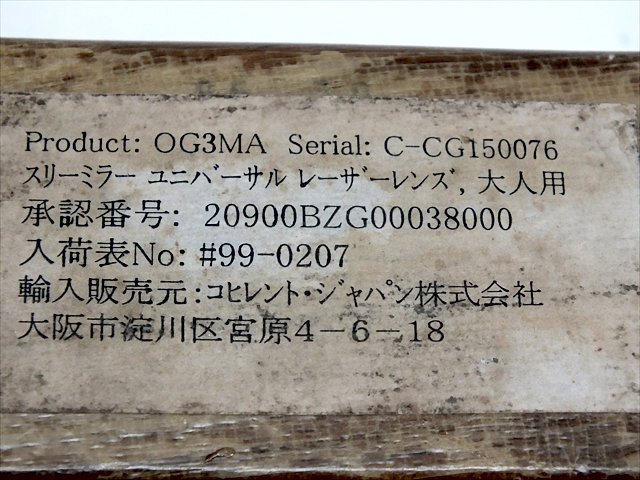 Product: OG3MA Serial: C-CG150076
スリーミラー ユニバーサル レーザーレンズ, 大人用
承認番号: 20900BZG00038000
入荷表No: #99-0207
輸入販売元:コヒレント・ジャパン株式会社
大阪市淀川区宮原4-6-18